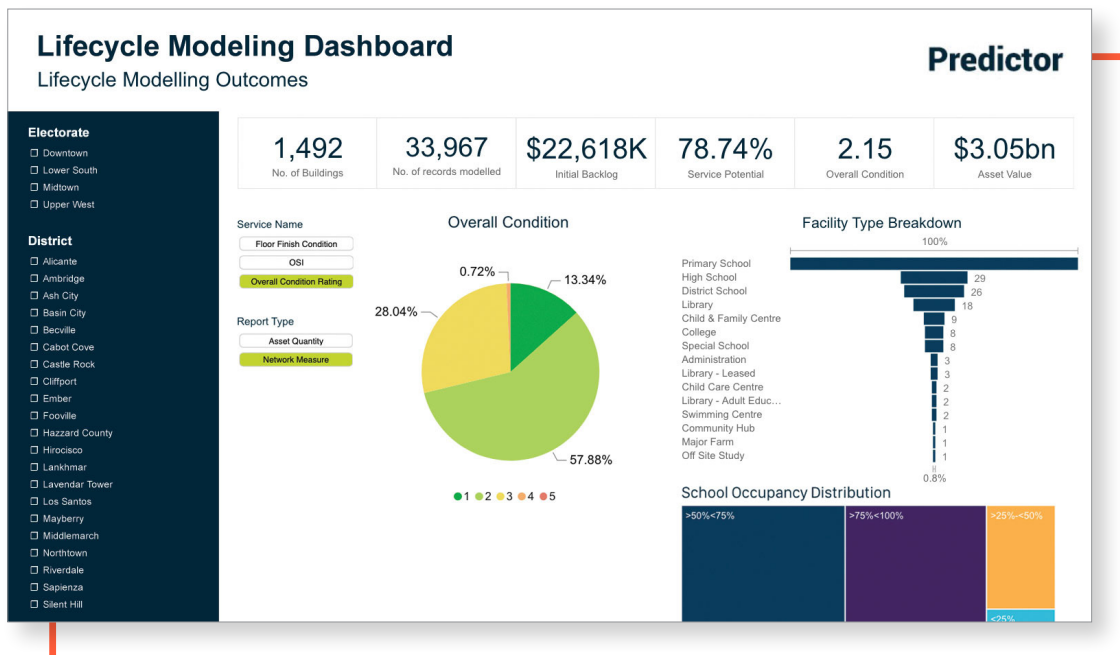 Lifecycle Modeling Dashboard
Lifecycle Modelling Outcomes
Predictor
Electorate
Downtown
Lower South
Midtown
Upper West
District
Alicante
Ambridge
Ash City
Basin City
Becville
Cabot Cove
Castle Rock
Cliffport
Ember
Fooville
Hazzard County
Hirocisco
Lankhmar
Lavendar Tower
Los Santos
Mayberry
Middlemarch
Northtown
Riverdale
Sapienza
Silent Hill
1,492
No. of Buildings
33,967
No. of records modelled
$22,618K
Initial Backlog
78.74%
Service Potential
2.15
Overall Condition
$3.05bn
Asset Value
Service Name
Floor Finish Condition
OSI
Overall Condition Rating
Report Type
Asset Quantity
Network Measure
Overall Condition
0.72%
13.34%
28.04%
57.88%
1 2 3 4 5
Facility Type Breakdown
100%
Primary School
High School 29
District School 26
Library 18
Child & Family Centre 9
College 8
Special School 8
Administration 3
Library - Leased 3
Child Care Centre 2
Library - Adult Educ... 2
Swimming Centre 2
Community Hub 1
Major Farm 1
Off Site Study 1
0.8%
School Occupancy Distribution
>50%<75%
>75%<100%
>25%-<50%
<25%